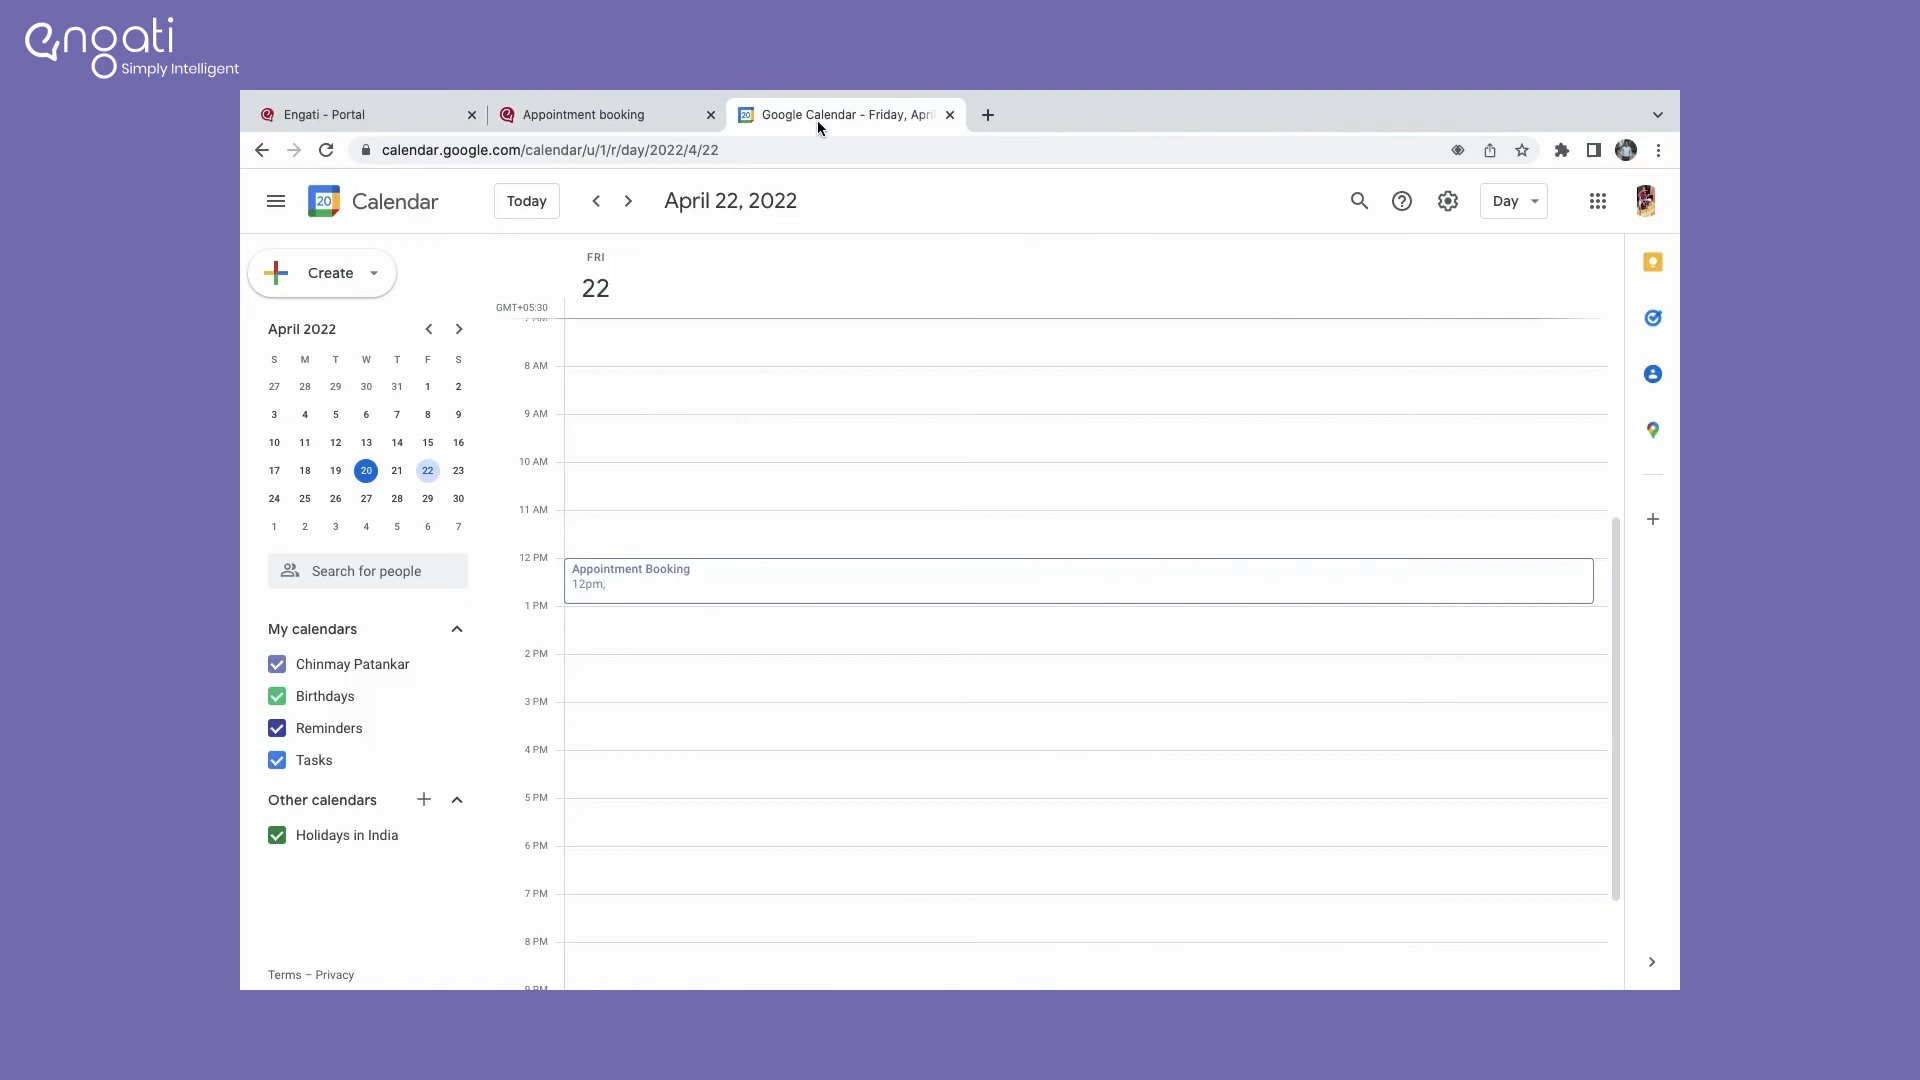 engati
Simply Intelligent
Engati - Portal
Appointment booking
Google Calendar - Friday, Apri
calendar.google.com/calendar/u/1/r/day/2022/4/22
20
Calendar
Today
April 22, 2022
Day
Create
FRI
22
GMT+05:30
April 2022
S M T W T F S
27 28 29 30 31 1 2
3 4 5 6 7 8 9
10 11 12 13 14 15 16
17 18 19 20 21 22 23
24 25 26 27 28 29 30
1 2 3 4 5 6 7
Search for people
My calendars
Chinmay Patankar
Birthdays
Reminders
Tasks
Other calendars
Holidays in India
Terms – Privacy
7 AM
8 AM
9 AM
10 AM
11 AM
12 PM
Appointment Booking
12pm,
1 PM
2 PM
3 PM
4 PM
5 PM
6 PM
7 PM
8 PM
9 PM